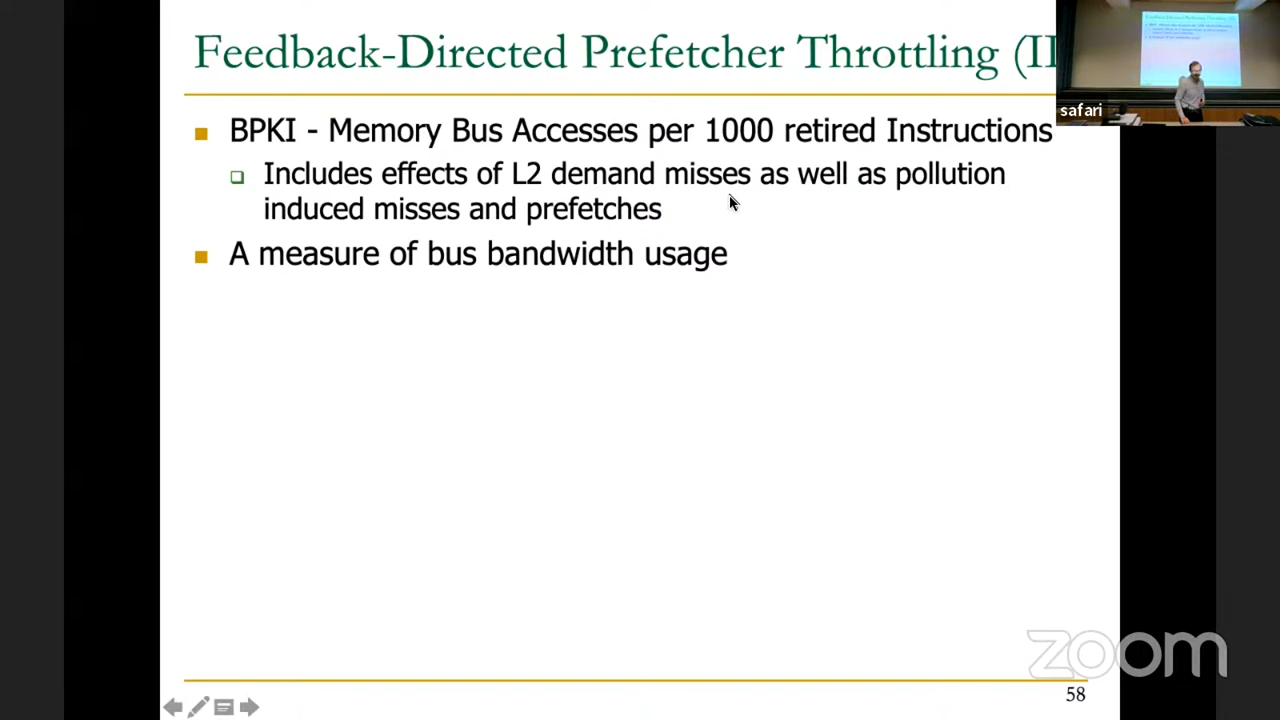 Feedback-Directed Prefetcher Throttling (II
BPKI - Memory Bus Accesses per 1000 retired Instructions
Includes effects of L2 demand misses as well as pollution
induced misses and prefetches
A measure of bus bandwidth usage
safari
zoom
58